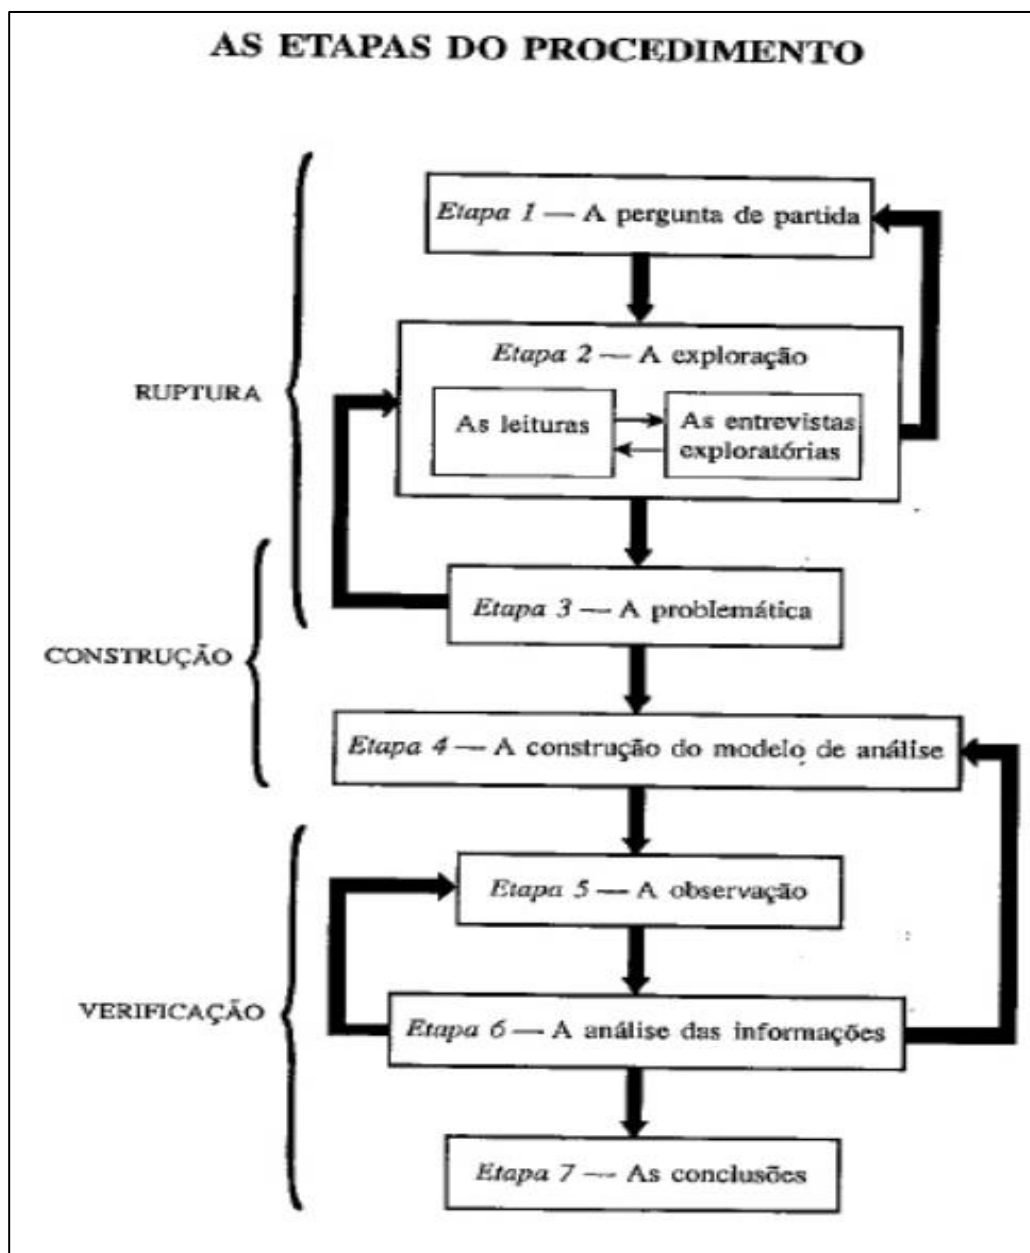 AS ETAPAS DO PROCEDIMENTO
Etapa 1 — A pergunta de partida
Etapa 2 — A exploração
RUPTURA
As leituras
As entrevistas
exploratórias
Etapa 3 — A problemática
CONSTRUÇÃO
Etapa 4 — A construção do modelo de análise
Etapa 5 — A observação
VERIFICAÇÃO
Etapa 6 — A análise das informações
Etapa 7 — As conclusões